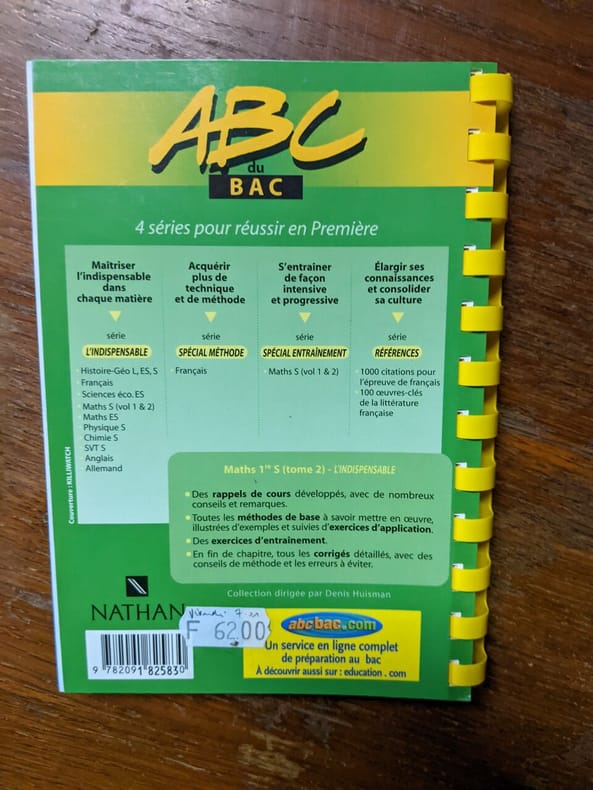 ABC
du
BAC
4 séries pour réussir en Première
Maîtriser
l'indispensable
dans
chaque matière
série
L'INDISPENSABLE
Histoire-Géo L, ES, S
Français
Sciences éco. ES
Maths S (vol 1 & 2)
Maths ES
Physique S
Chimie S
SVT S
Anglais
Allemand
Acquérir
plus de
technique
et de méthode
série
SPÉCIAL MÉTHODE
Français
S'entrainer
de façon
intensive
et progressive
série
SPÉCIAL ENTRAÎNEMENT
Maths S (vol 1 & 2)
Élargir ses
connaissances
et consolider
sa culture
série
RÉFÉRENCES
1000 citations pour
l'épreuve de français
100 œuvres-clés
de la littérature
française
Couverture : KILLIWATCH
Maths 1re S (tome 2) - L'INDISPENSABLE
Des rappels de cours développés, avec de nombreux
conseils et remarques.
Toutes les méthodes de base à savoir mettre en œuvre,
illustrées d'exemples et suivies d'exercices d'application.
Des exercices d'entrainement.
En fin de chapitre, tous les corrigés détaillés, avec des
conseils de méthode et les erreurs à éviter.
Collection dirigée par Denis Huisman
NATHAN
F 62.00
9 782091 825830
abcbac.com
Un service en ligne complet
de préparation au bac
À découvrir aussi sur : education . com